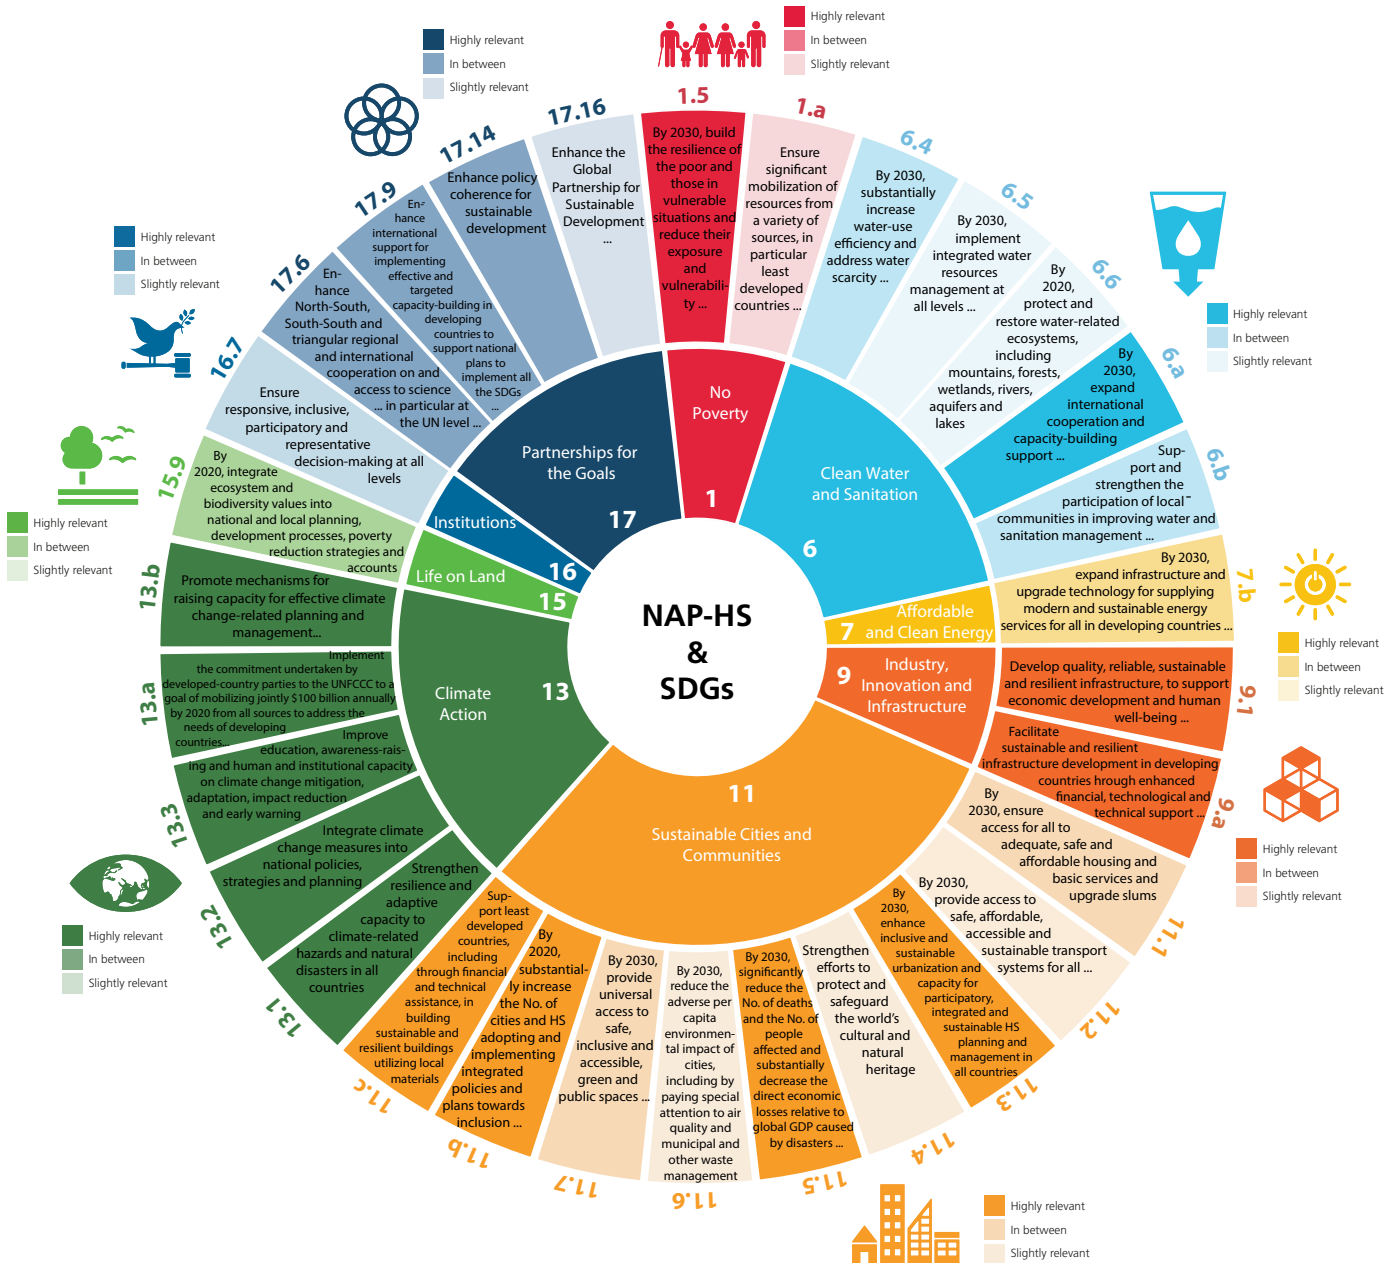 Highly relevant
In between
Slightly relevant
Highly relevant
In between
Slightly relevant
1.5
By 2030, build
the resilience of
the poor and
those in
vulnerable
situations and
reduce their
exposure
and
vulnerabili-
ty ...
1.a
Ensure
significant
mobilization of
resources from
a variety of
sources, in
particular
least
developed
countries ...
6.4
By 2030,
substantially
increase
water-use
efficiency and
address water
scarcity ...
6.5
By 2030,
implement
integrated water
resources
management at
all levels ...
6.6
By
2020,
protect and
restore water-related
ecosystems,
including
mountains, forests,
wetlands, rivers,
aquifers and
lakes
Highly relevant
In between
Slightly relevant
6.a
By
2030,
expand
international
cooperation and
capacity-building
support ...
6.b
Sup-
port and
strengthen the
participation of local
communities in improving water and
sanitation management ...
7.b
By 2030,
expand infrastructure and
upgrade technology for supplying
modern and sustainable energy
services for all in developing countries ...
Highly relevant
In between
Slightly relevant
9.1
Develop quality, reliable, sustainable
and resilient infrastructure, to support
economic development and human
well-being ...
9.a
Facilitate
sustainable and resilient
infrastructure development in developing
countries hrough enhanced
financial, technological and
technical support ...
Highly relevant
In between
Slightly relevant
11.1
By
2030, ensure
access for all to
adequate, safe and
affordable housing and
basic services and
upgrade slums
11.2
By 2030,
provide access to
safe, affordable,
accessible and
sustainable transport
systems for all ...
11.3
By
2030,
enhance
inclusive and
sustainable
urbanization and
capacity for
participatory,
integrated and
sustainable HS
planning and
management in
all countries
11.4
Strengthen
efforts to
protect and
safeguard
the world's
cultural and
natural
heritage
11.5
By 2030,
significantly
reduce the
No. of deaths
and the No. of
people
affected and
substantially
decrease the
direct economic
losses relative to
global GDP caused
by disasters ...
11.6
By 2030,
reduce the
adverse per
capita
environmen-
tal impact of
cities,
including by
paying special
attention to air
quality and
municipal and
other waste
management
11.7
By 2030,
provide
universal
access to
safe,
inclusive and
accessible,
green and
public spaces ...
11.b
By
2020,
substantial-
ly increase
the No. of
cities and HS
adopting and
implementing
integrated
policies and
plans towards
inclusion ...
11.c
Sup-
port least
developed
countries,
including
through financial
and technical
assistance, in
building
sustainable and
resilient buildings
utilizing local
materials
Highly relevant
In between
Slightly relevant
13.1
Strengthen
resilience and
adaptive
capacity to
climate-related
hazards and natural
disasters in all
countries
13.2
Integrate climate
change measures into
national policies,
strategies and planning
13.3
Improve
education, awareness-rais-
ing and human and institutional capacity
on climate change mitigation,
adaptation, impact reduction
and early warning
13.a
Implement
the commitment undertaken by
developed-country parties to the UNFCCC to a
goal of mobilizing jointly $100 billion annually
by 2020 from all sources to address the
needs of developing
countries...
13.b
Promote mechanisms for
raising capacity for effective climate
change-related planning and
management...
Highly relevant
In between
Slightly relevant
15.9
By
2020, integrate
ecosystem and
biodiversity values into
national and local planning,
development processes, poverty
reduction strategies and
accounts
Highly relevant
In between
Slightly relevant
16.7
Ensure
responsive, inclusive,
participatory and
representative
decision-making at all
levels
Highly relevant
In between
Slightly relevant
17.6
En-
hance
North-South,
South-South and
triangular regional
and international
cooperation on and
access to science
... in particular at
the UN level ...
17.9
En-
hance
international
support for
implementing
effective and
targeted
capacity-building in
developing
countries to
support national
plans to
implement all
the SDGs
...
17.14
Enhance policy
coherence for
sustainable
development
17.16
Enhance the
Global
Partnership for
Sustainable
Development
...
No
Poverty
1
Clean Water
and Sanitation
6
Affordable
and Clean Energy
7
Industry,
Innovation and
Infrastructure
9
11
Sustainable Cities and
Communities
Climate
Action
13
Life on Land
15
Institutions
16
Partnerships for
the Goals
17
NAP-HS
&
SDGs
Highly relevant
In between
Slightly relevant